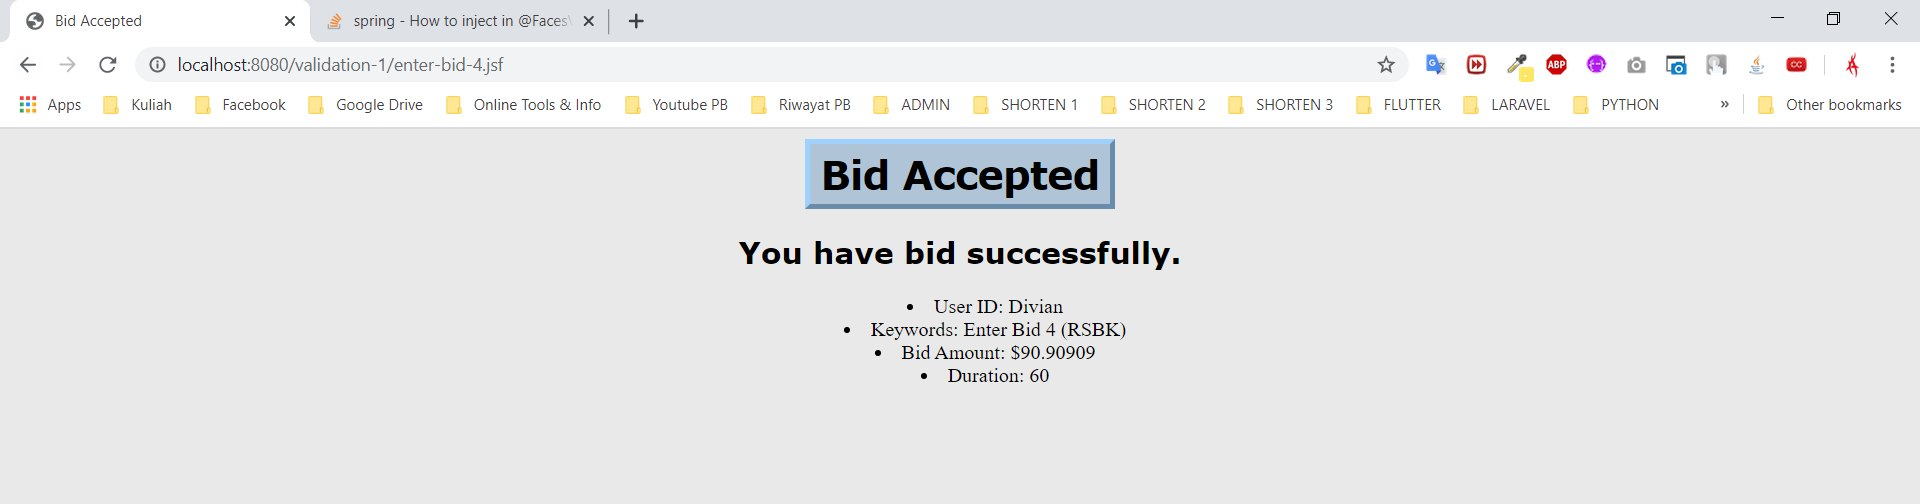 Bid Accepted
spring - How to inject in @Faces
localhost:8080/validation-1/enter-bid-4.jsf
ABP
CC
Apps Kuliah Facebook Google Drive Online Tools & Info Youtube PB Riwayat PB ADMIN SHORTEN 1 SHORTEN 2 SHORTEN 3 FLUTTER LARAVEL PYTHON » Other bookmarks
Bid Accepted
You have bid successfully.
• User ID: Divian
• Keywords: Enter Bid 4 (RSBK)
• Bid Amount: $90.90909
• Duration: 60